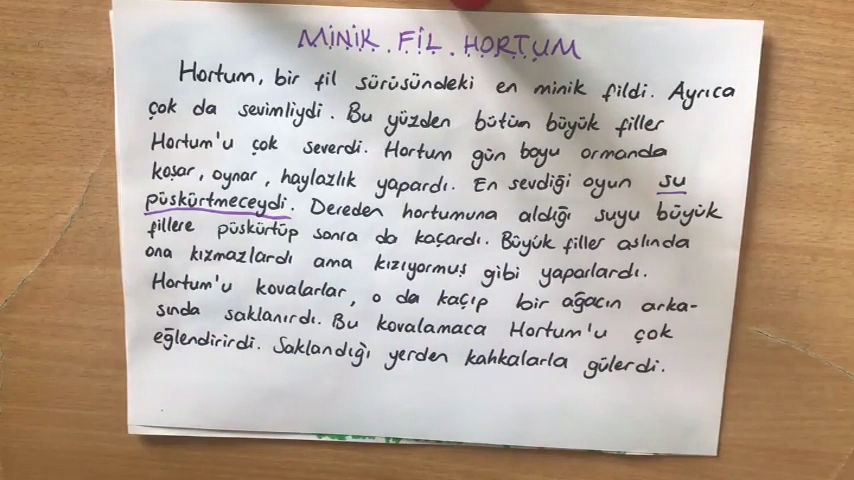 MİNİK.FİL.HORTUM
Hortum, bir fil sürüsündeki en minik fildi. Ayrıca
çok da sevimliydi. Bu yüzden bütün büyük filler
Hortum'u çok severdi. Hortum gün boyu ormanda
koşar, oynar, haylazlık yapardı. En sevdiği oyun su
püskürtmeceydi. Dereden hortumuna aldığı suyu büyük
fillere püskürtüp sonra da kaçardı. Büyük filler aslında
ona kızmazlardı ama kızıyormuş gibi yaparlardı.
Hortum'u kovalarlar, o da kaçıp bir ağacın arka-
sında saklanırdı. Bu kovalamaca Hortum'u çok
eğlendirirdi. Saklandığı yerden kahkalarla gülerdi.